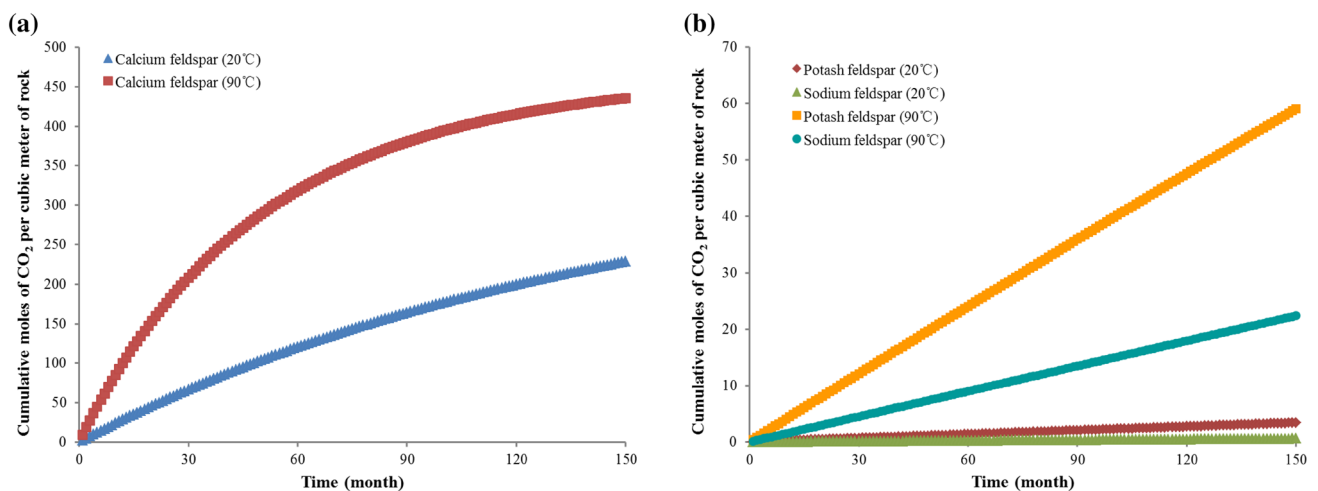 (a)
Cumulative moles of CO₂ per cubic meter of rock
500
450
400
350
300
250
200
150
100
50
0
Calcium feldspar (20℃)
Calcium feldspar (90℃)
0 30 60 90 120 150
Time (month)
(b)
Cumulative moles of CO₂ per cubic meter of rock
70
60
50
40
30
20
10
0
Potash feldspar (20℃)
Sodium feldspar (20℃)
Potash feldspar (90℃)
Sodium feldspar (90℃)
0 30 60 90 120 150
Time (month)